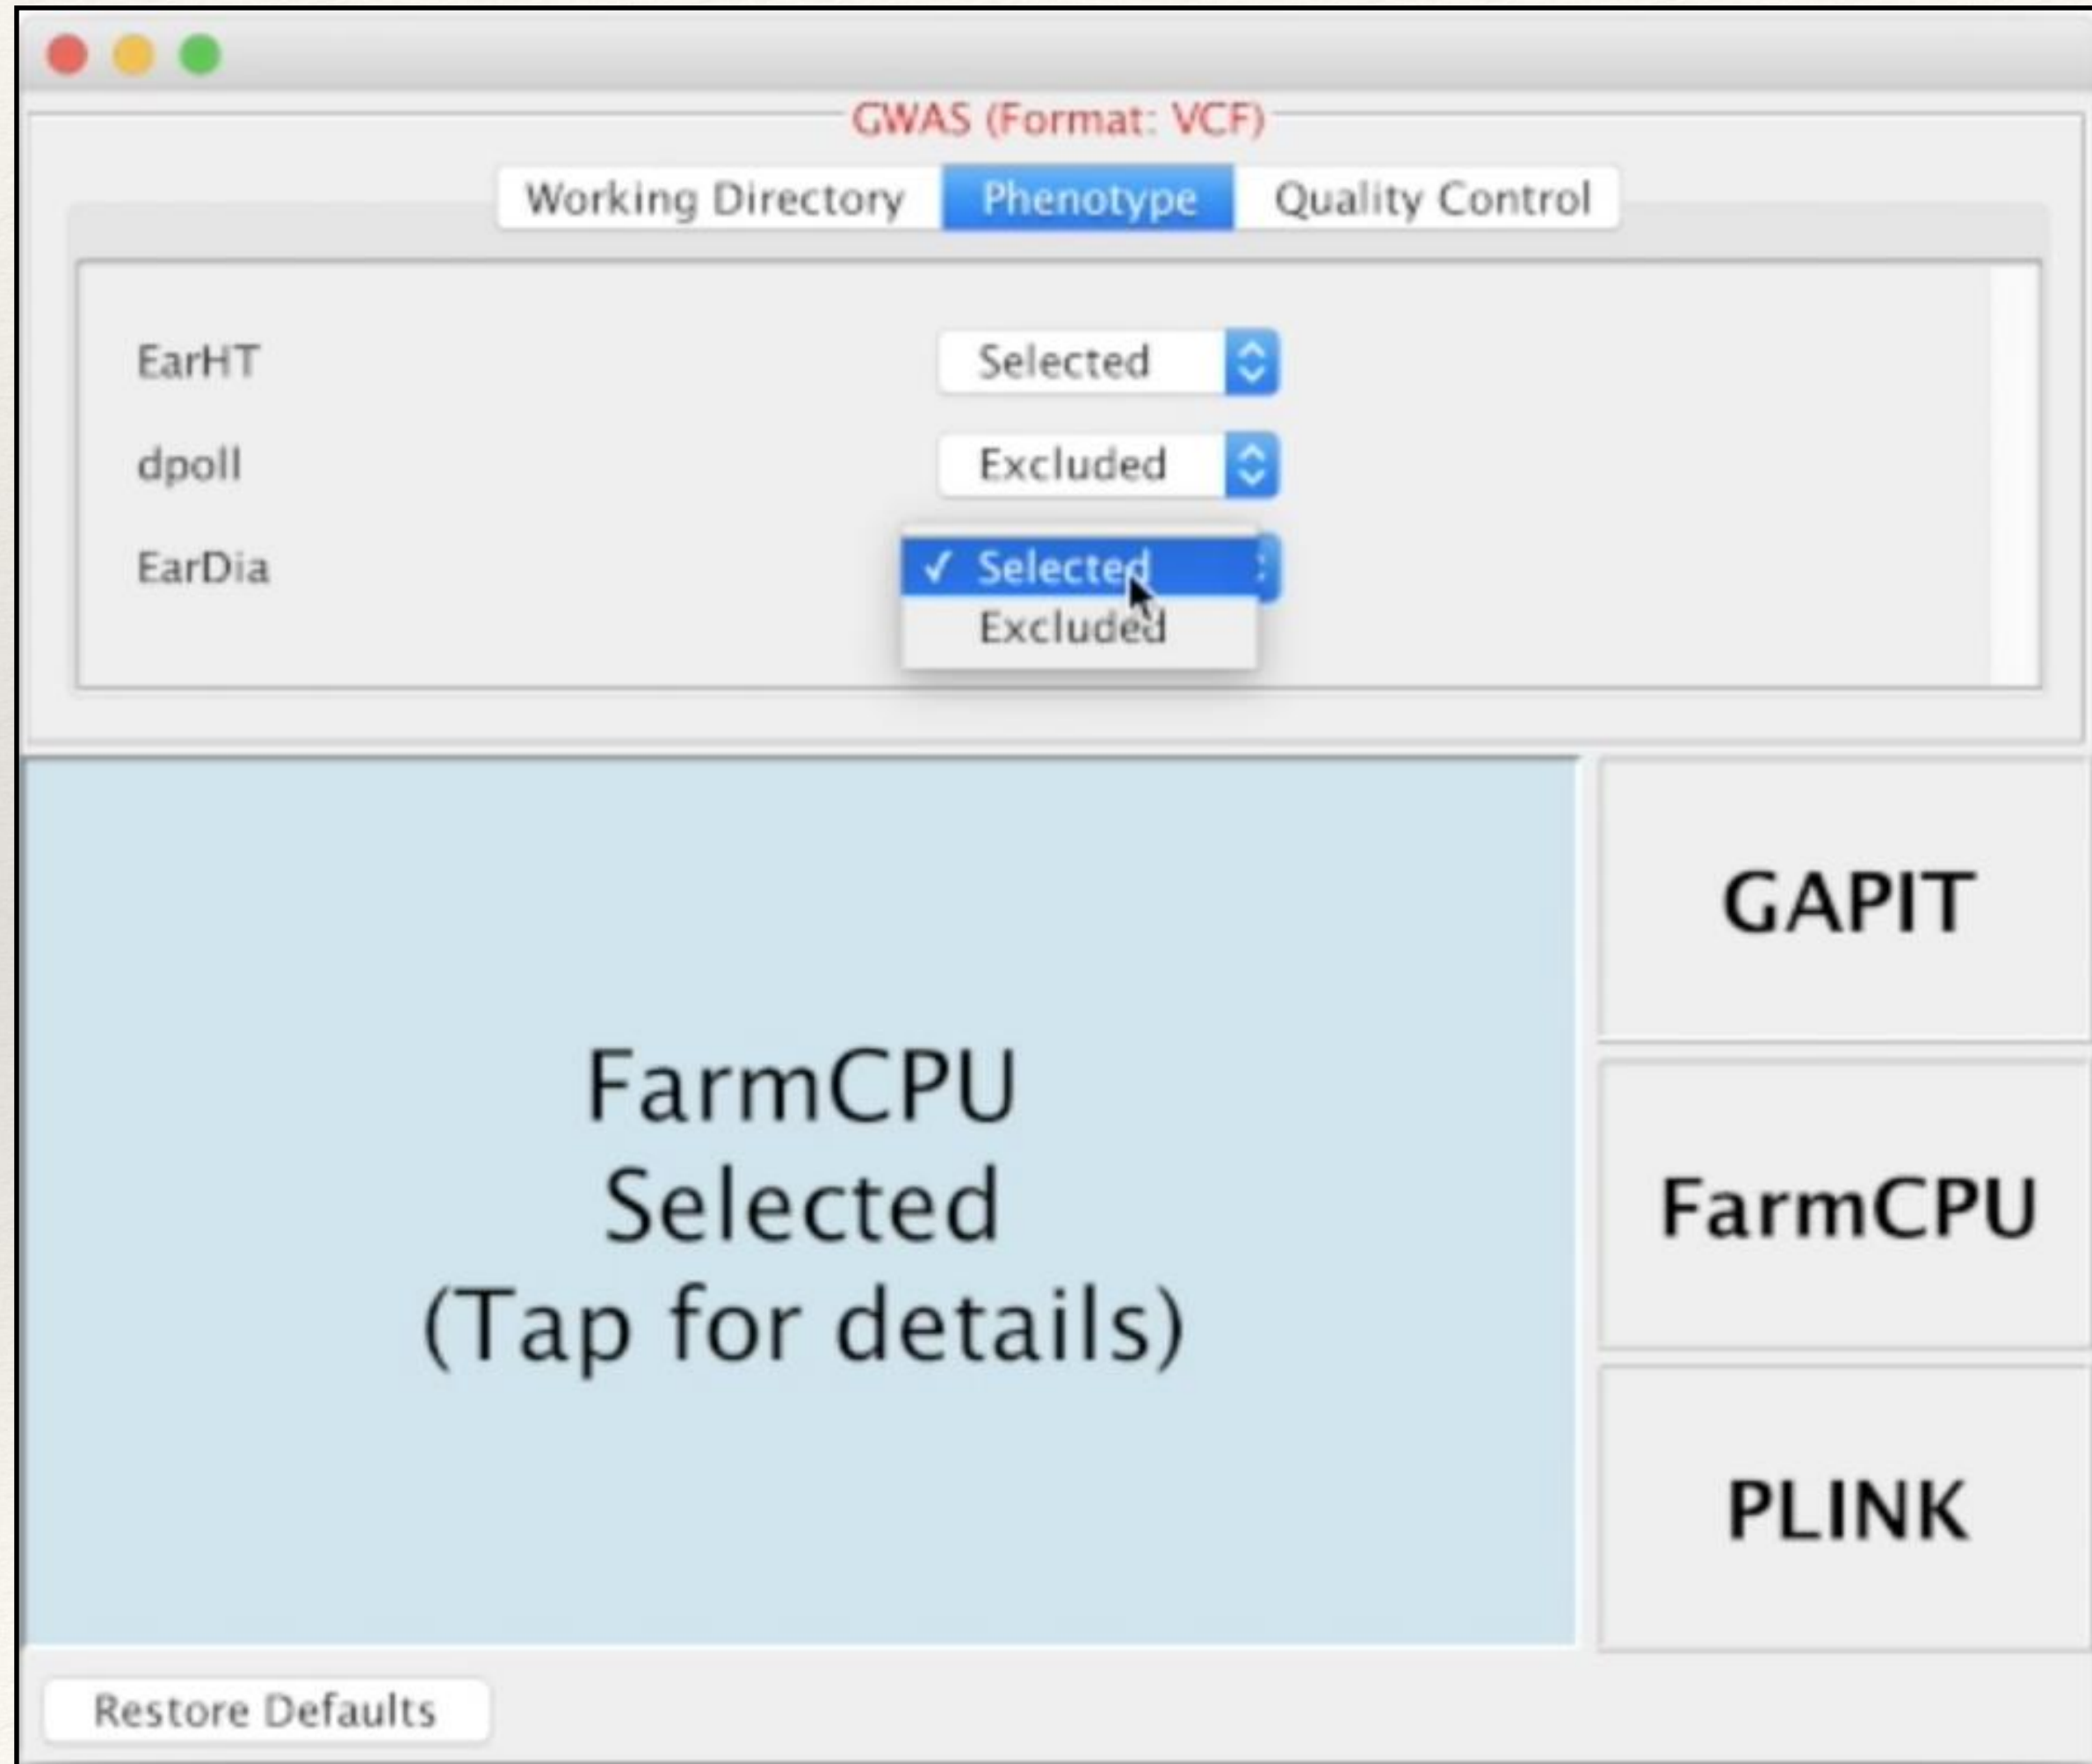 GWAS (Format: VCF)
Working Directory Phenotype Quality Control
EarHT Selected
dpoll Excluded
EarDia ✓ Selected
Excluded
FarmCPU
Selected
(Tap for details)
GAPIT
FarmCPU
PLINK
Restore Defaults